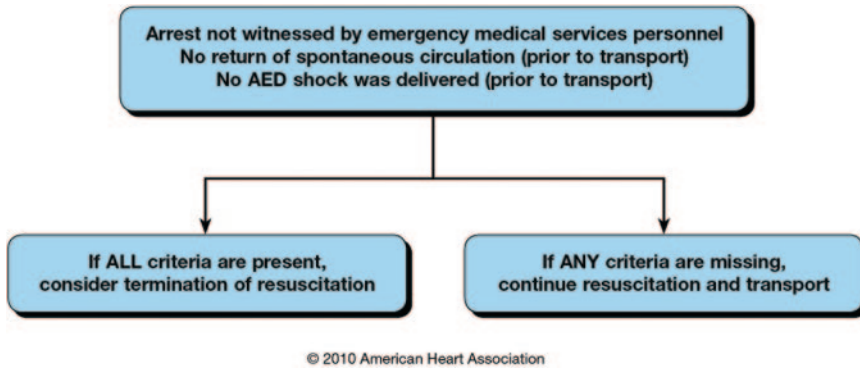 Arrest not witnessed by emergency medical services personnel
No return of spontaneous circulation (prior to transport)
No AED shock was delivered (prior to transport)
If ALL criteria are present,
consider termination of resuscitation
If ANY criteria are missing,
continue resuscitation and transport
© 2010 American Heart Association